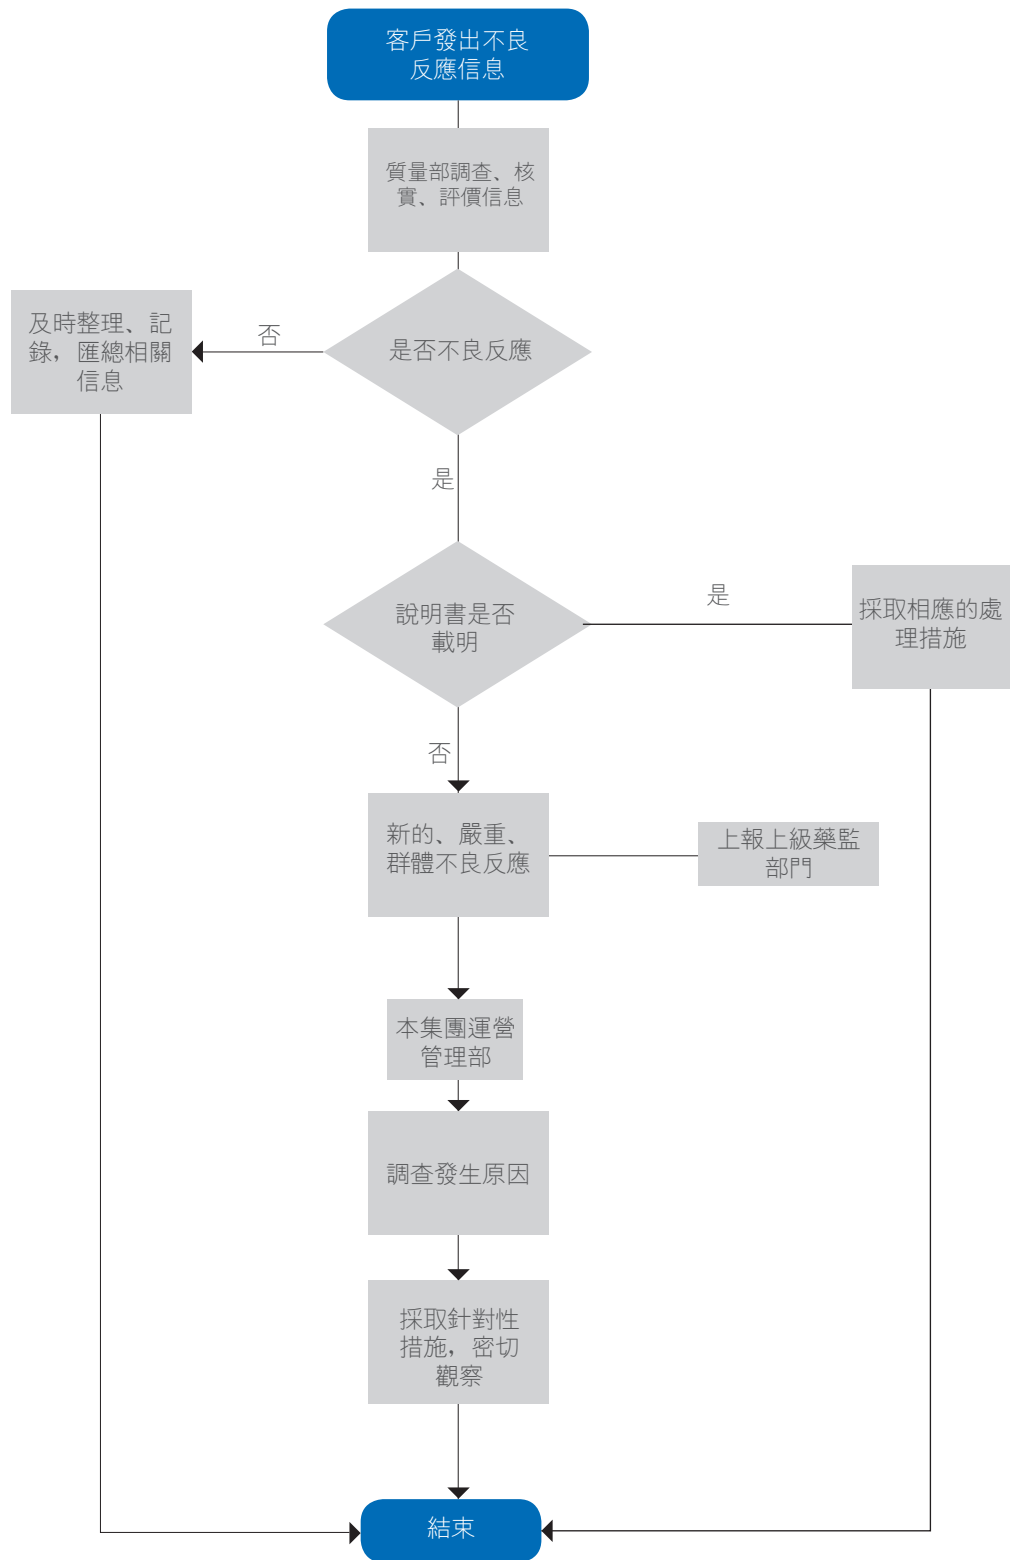 客戶發出不良
反應信息
質量部調查、核
實、評價信息
及時整理、記
錄，匯總相關
信息
否
是否不良反應
是
說明書是否
載明
是
採取相應的處
理措施
否
新的、嚴重、
群體不良反應
上報上級藥監
部門
本集團運營
管理部
調查發生原因
採取針對性
措施，密切
觀察
結束